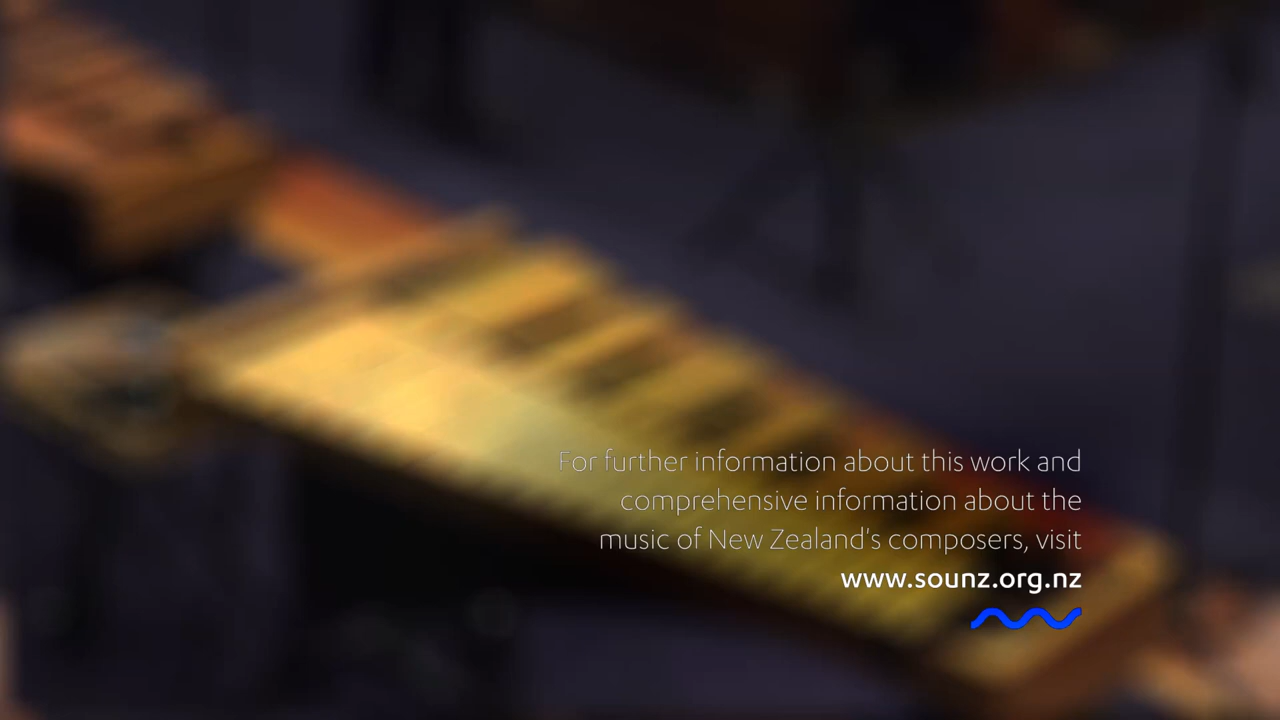 For further information about this work and
comprehensive information about the
music of New Zealand's composers, visit
www.sounz.org.nz